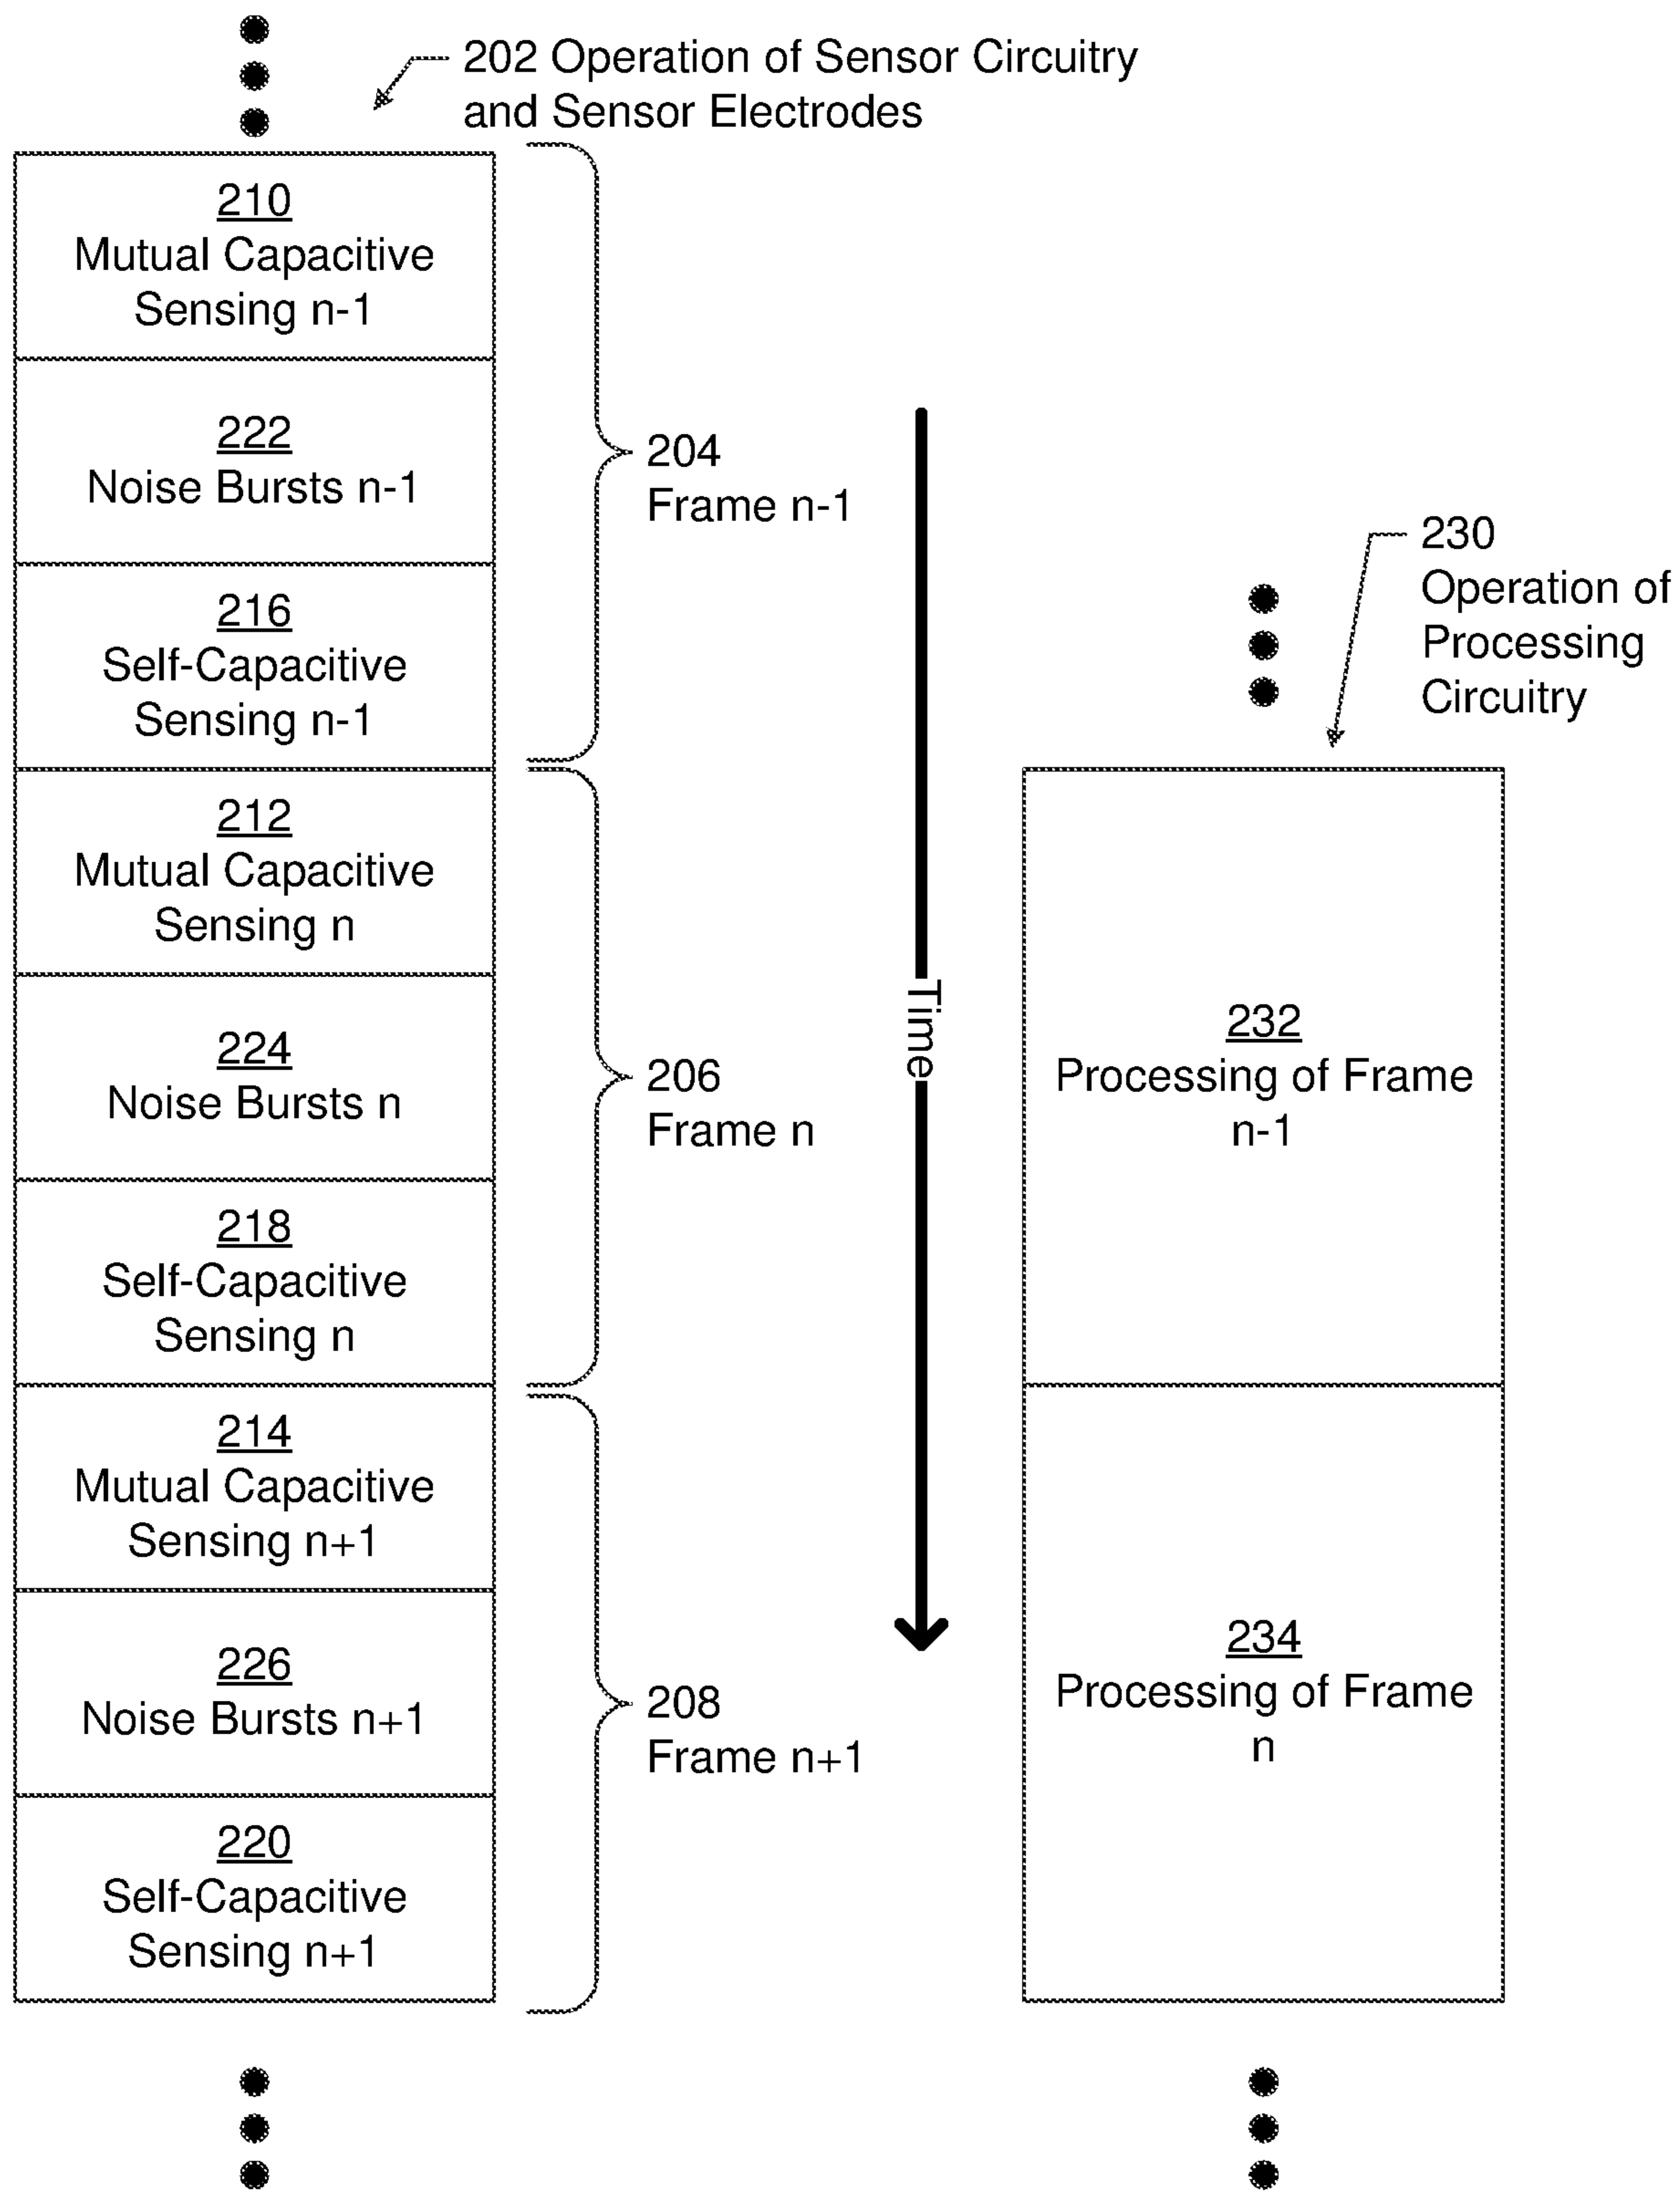 202 Operation of Sensor Circuitry
and Sensor Electrodes
210
Mutual Capacitive
Sensing n-1
222
Noise Bursts n-1
216
Self-Capacitive
Sensing n-1
204
Frame n-1
212
Mutual Capacitive
Sensing n
224
Noise Bursts n
218
Self-Capacitive
Sensing n
206
Frame n
214
Mutual Capacitive
Sensing n+1
226
Noise Bursts n+1
220
Self-Capacitive
Sensing n+1
208
Frame n+1
Time
230
Operation of
Processing
Circuitry
232
Processing of Frame
n-1
234
Processing of Frame
n